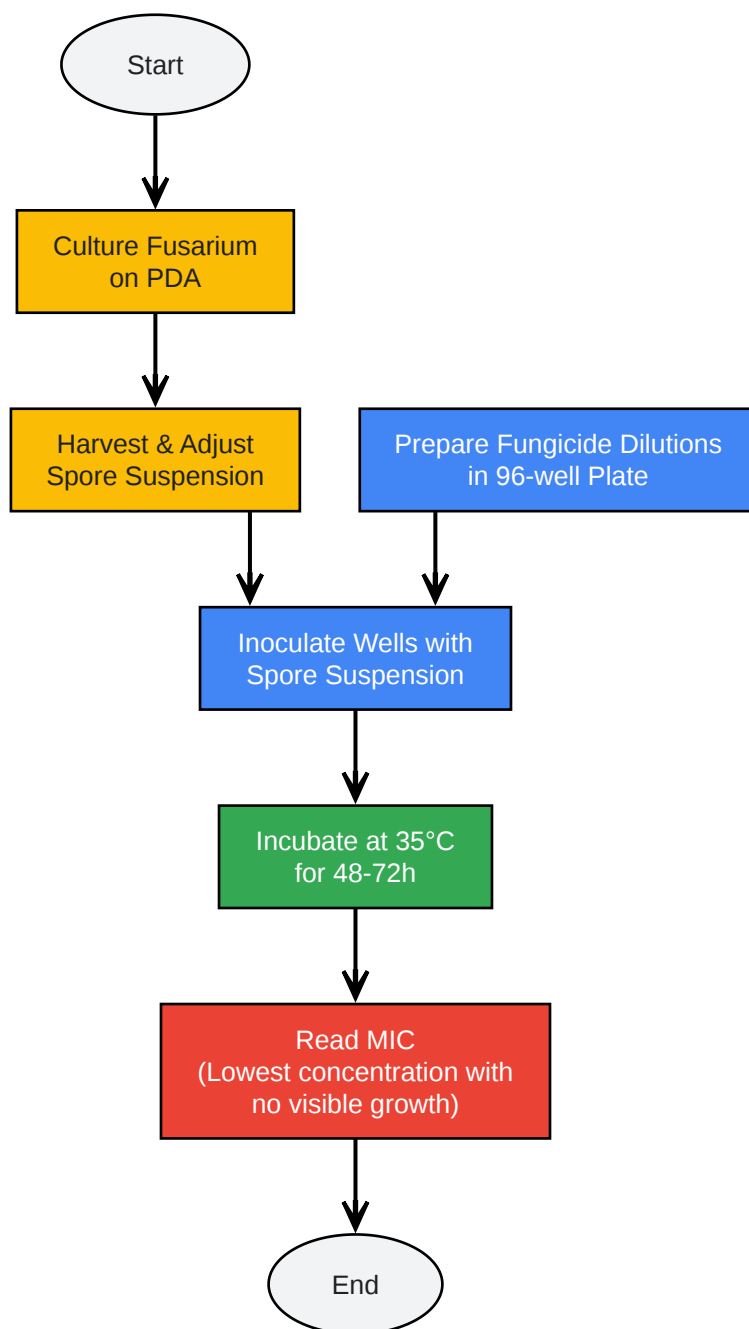 Start
Culture Fusarium
on PDA
Harvest & Adjust
Spore Suspension
Prepare Fungicide Dilutions
in 96-well Plate
Inoculate Wells with
Spore Suspension
Incubate at 35°C
for 48-72h
Read MIC
(Lowest concentration with
no visible growth)
End